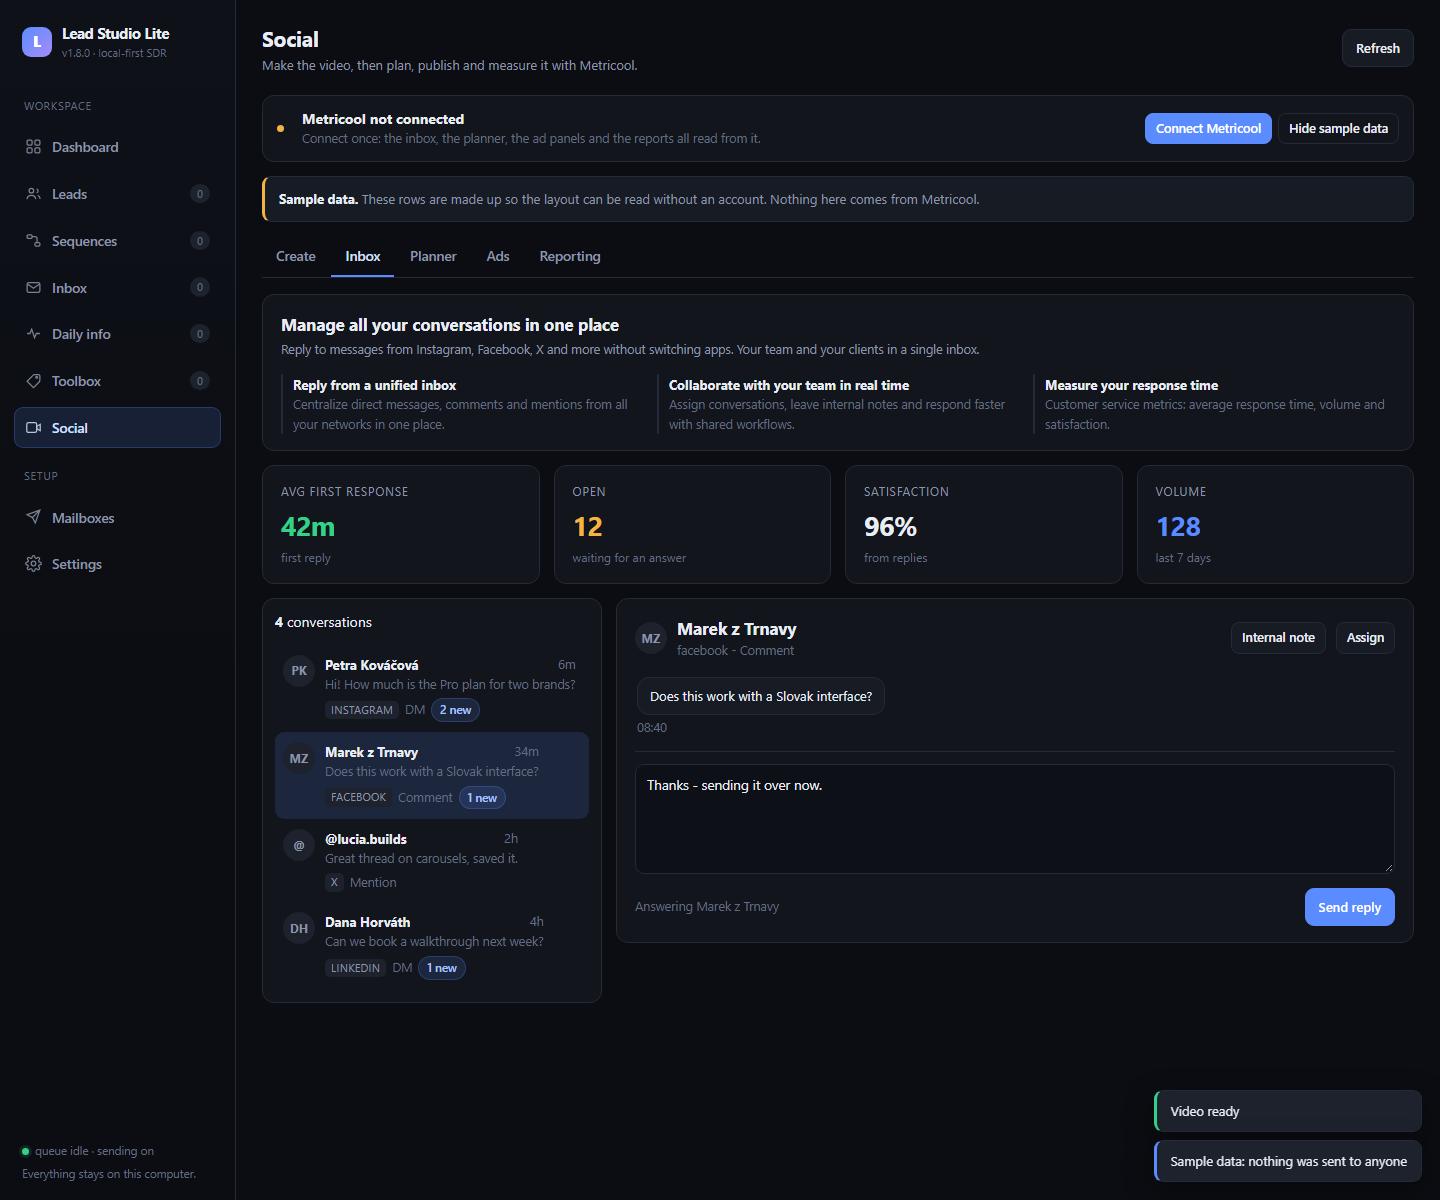 L
Lead Studio Lite
v1.8.0 · local-first SDR
WORKSPACE
Dashboard
Leads 0
Sequences 0
Inbox 0
Daily info 0
Toolbox 0
Social
SETUP
Mailboxes
Settings
queue idle · sending on
Everything stays on this computer.
Social
Make the video, then plan, publish and measure it with Metricool.
Refresh
Metricool not connected
Connect once: the inbox, the planner, the ad panels and the reports all read from it.
Connect Metricool
Hide sample data
Sample data. These rows are made up so the layout can be read without an account. Nothing here comes from Metricool.
Create Inbox Planner Ads Reporting
Manage all your conversations in one place
Reply to messages from Instagram, Facebook, X and more without switching apps. Your team and your clients in a single inbox.
Reply from a unified inbox
Centralize direct messages, comments and mentions from all
your networks in one place.
Collaborate with your team in real time
Assign conversations, leave internal notes and respond faster
with shared workflows.
Measure your response time
Customer service metrics: average response time, volume and
satisfaction.
AVG FIRST RESPONSE
42m
first reply
OPEN
12
waiting for an answer
SATISFACTION
96%
from replies
VOLUME
128
last 7 days
4 conversations
PK
Petra Kováčová 6m
Hi! How much is the Pro plan for two brands?
INSTAGRAM DM 2 new
MZ
Marek z Trnavy 34m
Does this work with a Slovak interface?
FACEBOOK Comment 1 new
@
@lucia.builds 2h
Great thread on carousels, saved it.
X Mention
DH
Dana Horváth 4h
Can we book a walkthrough next week?
LINKEDIN DM 1 new
MZ
Marek z Trnavy
facebook - Comment
Internal note
Assign
Does this work with a Slovak interface?
08:40
Thanks - sending it over now.
Answering Marek z Trnavy
Send reply
Video ready
Sample data: nothing was sent to anyone